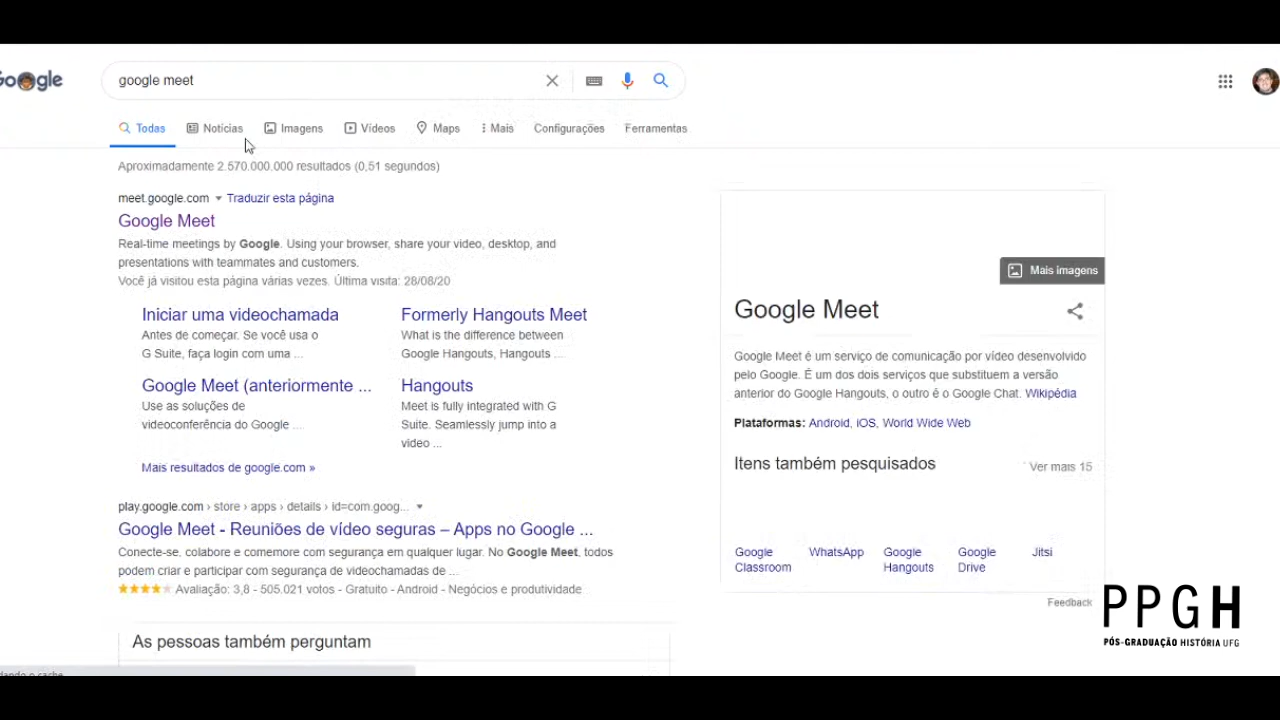 Google
google meet
Todas Notícias Imagens Vídeos Maps Mais Configurações Ferramentas
Aproximadamente 2.570.000.000 resultados (0,51 segundos)
meet.google.com Traduzir esta página
Google Meet
Real-time meetings by Google. Using your browser, share your video, desktop, and
presentations with teammates and customers.
Você já visitou esta página várias vezes. Última visita: 28/08/20
Iniciar uma videochamada
Antes de começar. Se você usa o
G Suite, faça login com uma ...
Formerly Hangouts Meet
What is the difference between
Google Hangouts, Hangouts ...
Google Meet (anteriormente ...
Use as soluções de
videoconferência do Google ...
Hangouts
Meet is fully integrated with G
Suite. Seamlessly jump into a
video ...
Mais resultados de google.com »
play.google.com › store › apps › details › id=com.goog...
Google Meet - Reuniões de vídeo seguras – Apps no Google ...
Conecte-se, colabore e comemore com segurança em qualquer lugar. No Google Meet, todos
podem criar e participar com segurança de videochamadas de ...
Avaliação: 3,8 - 505.021 votos - Gratuito - Android - Negócios e produtividade
As pessoas também perguntam
Mais imagens
Google Meet
Google Meet é um serviço de comunicação por vídeo desenvolvido
pelo Google. É um dos dois serviços que substituem a versão
anterior do Google Hangouts, o outro é o Google Chat. Wikipédia
Plataformas: Android, iOS, World Wide Web
Itens também pesquisados
Ver mais 15
Google Classroom
WhatsApp
Google Hangouts
Google Drive
Jitsi
Feedback
PPGH
PÓS-GRADUAÇÃO HISTÓRIA UFG